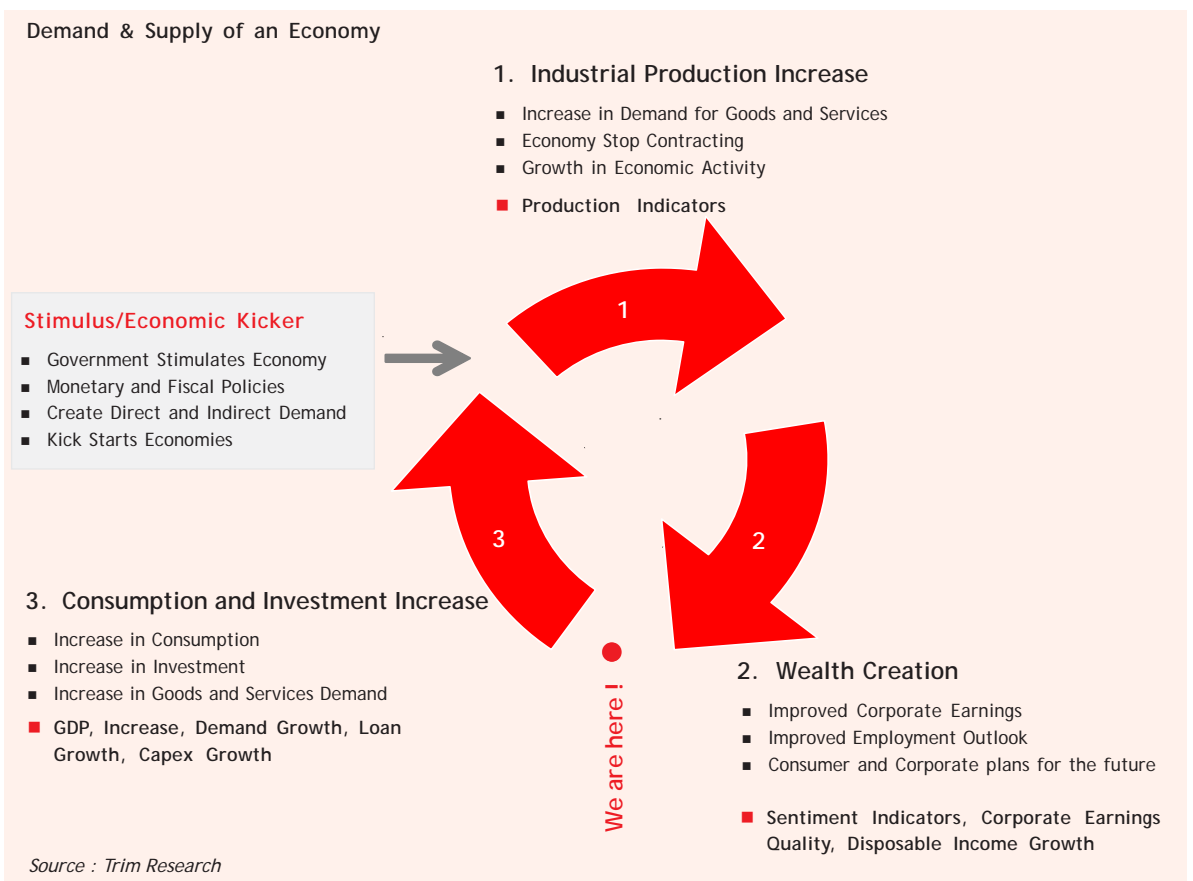 Demand & Supply of an Economy
1. Industrial Production Increase
■ Increase in Demand for Goods and Services
■ Economy Stop Contracting
■ Growth in Economic Activity
■ Production Indicators
1
Stimulus/Economic Kicker
■ Government Stimulates Economy
■ Monetary and Fiscal Policies
■ Create Direct and Indirect Demand
■ Kick Starts Economies
2
3
3. Consumption and Investment Increase
■ Increase in Consumption
■ Increase in Investment
■ Increase in Goods and Services Demand
■ GDP, Increase, Demand Growth, Loan
Growth, Capex Growth
We are here !
2. Wealth Creation
■ Improved Corporate Earnings
■ Improved Employment Outlook
■ Consumer and Corporate plans for the future
■ Sentiment Indicators, Corporate Earnings
Quality, Disposable Income Growth
Source : Trim Research